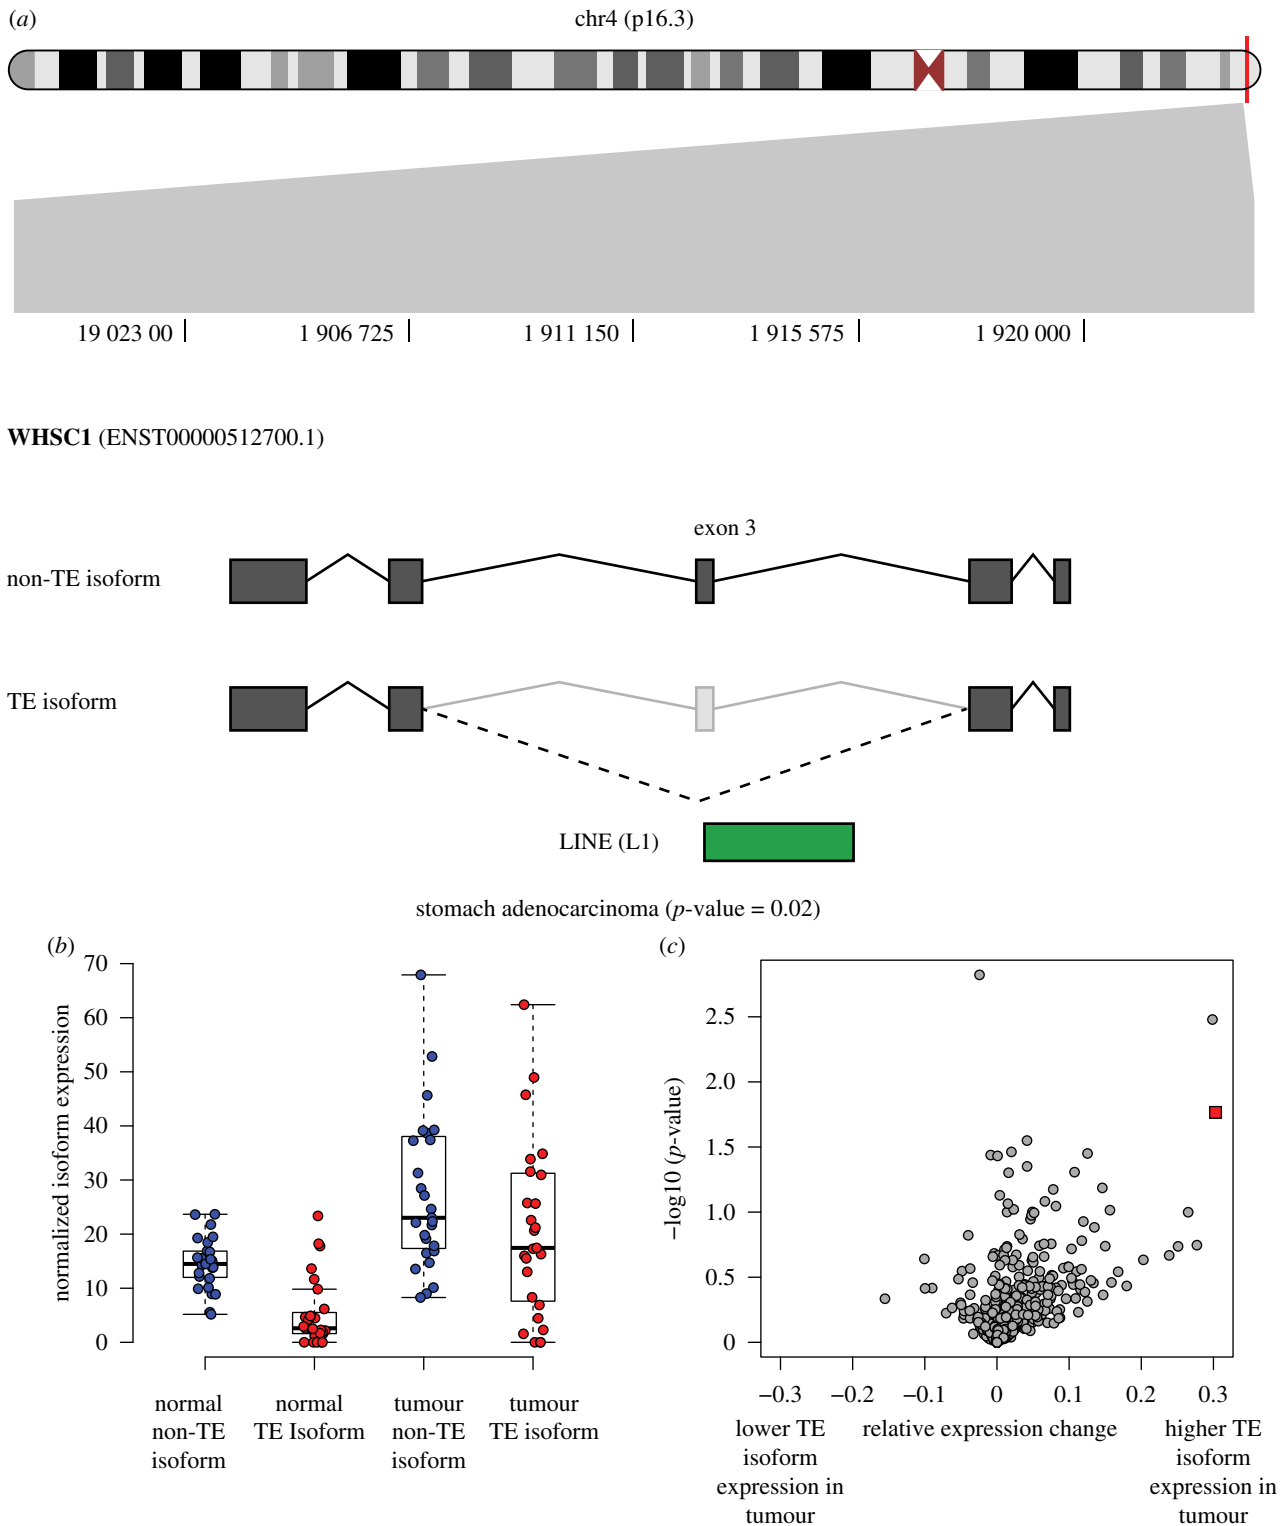 (a)
chr4 (p16.3)
19 023 00
1 906 725
1 911 150
1 915 575
1 920 000
WHSC1 (ENST00000512700.1)
exon 3
non-TE isoform
TE isoform
LINE (L1)
stomach adenocarcinoma (p-value = 0.02)
(b)
normalized isoform expression
70
60
50
40
30
20
10
0
normal
non-TE
isoform
normal
TE Isoform
tumour
non-TE
isoform
tumour
TE isoform
(c)
−log10 (p-value)
2.5
2.0
1.5
1.0
0.5
0
−0.3
−0.2
−0.1
0
0.1
0.2
0.3
lower TE
isoform
expression in
tumour
relative expression change
higher TE
isoform
expression in
tumour